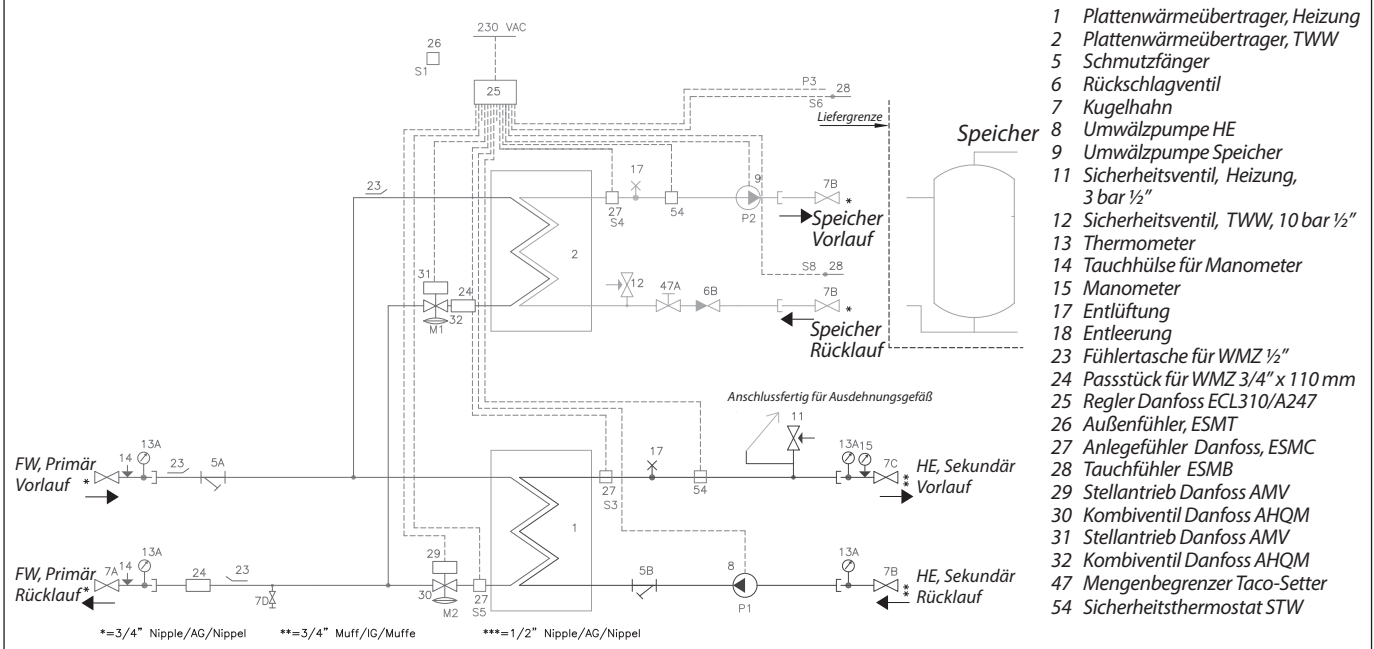 230 VAC
26
S1
25
P3
S6
28
Liefergrenze
Speicher
23
17
27
S4
54
9
P2
7B
*
Speicher
Vorlauf
2
S8
28
31
24
32
M1
12
47A
6B
7B
*
Speicher
Rücklauf
Anschlussfertig für Ausdehnungsgefäß
11
FW, Primär
Vorlauf
*
14
13A
23
5A
17
27
S3
54
13A
15
7C
**
HE, Sekundär
Vorlauf
1
FW, Primär
Rücklauf
*
7A
14
13A
24
23
7D
29
30
M2
27
S5
5B
8
P1
13A
7B
**
HE, Sekundär
Rücklauf
*=3/4" Nipple/AG/Nippel
**=3/4" Muff/IG/Muffe
***=1/2" Nipple/AG/Nippel
1 Plattenwärmeübertrager, Heizung
2 Plattenwärmeübertrager, TWW
5 Schmutzfänger
6 Rückschlagventil
7 Kugelhahn
8 Umwälzpumpe HE
9 Umwälzpumpe Speicher
11 Sicherheitsventil, Heizung,
3 bar ½"
12 Sicherheitsventil, TWW, 10 bar ½"
13 Thermometer
14 Tauchhülse für Manometer
15 Manometer
17 Entlüftung
18 Entleerung
23 Fühlertasche für WMZ ½"
24 Passstück für WMZ 3/4" x 110 mm
25 Regler Danfoss ECL310/A247
26 Außenfühler, ESMT
27 Anlegefühler Danfoss, ESMC
28 Tauchfühler ESMB
29 Stellantrieb Danfoss AMV
30 Kombiventil Danfoss AHQM
31 Stellantrieb Danfoss AMV
32 Kombiventil Danfoss AHQM
47 Mengenbegrenzer Taco-Setter
54 Sicherheitsthermostat STW